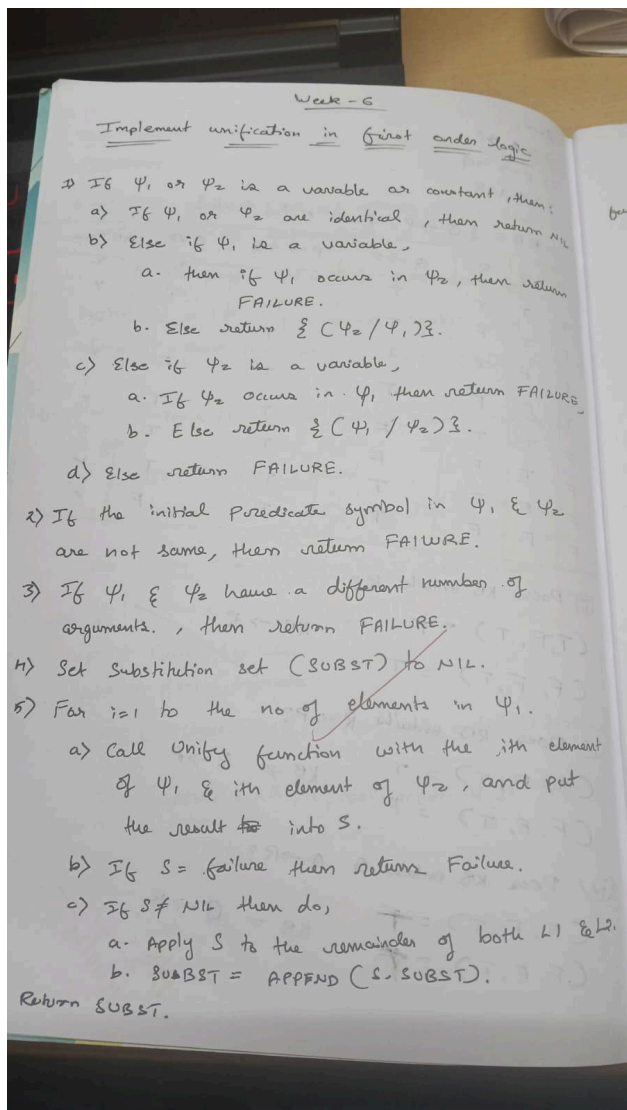 Week - 6
Implement unification in first order logic
1) If Ψ1 or Ψ2 is a variable or constant, then:
a) If Ψ1 or Ψ2 are identical, then return NIL
b) Else if Ψ1 is a variable,
a. then if Ψ1 occurs in Ψ2, then return
FAILURE.
b. Else return { (Ψ2 / Ψ1)}.
c) Else if Ψ2 is a variable,
a. If Ψ2 occurs in Ψ1 then return FAILURE,
b. Else return { (Ψ1 / Ψ2)}.
d) Else return FAILURE.
2) If the initial Predicate symbol in Ψ1 & Ψ2
are not same, then return FAILURE.
3) If Ψ1 & Ψ2 have a different number of
arguments., then return FAILURE.
4) Set Substitution set (SUBST) to NIL.
5) For i=1 to the no of elements in Ψ1.
a) Call Unify function with the ith element
of Ψ1 & ith element of Ψ2, and put
the result into S.
b) If S = failure then returns Failure.
c) If S ≠ NIL then do,
a. Apply S to the remainder of both L1 & L2.
b. SUBST = APPEND (S. SUBST).
Return SUBST.